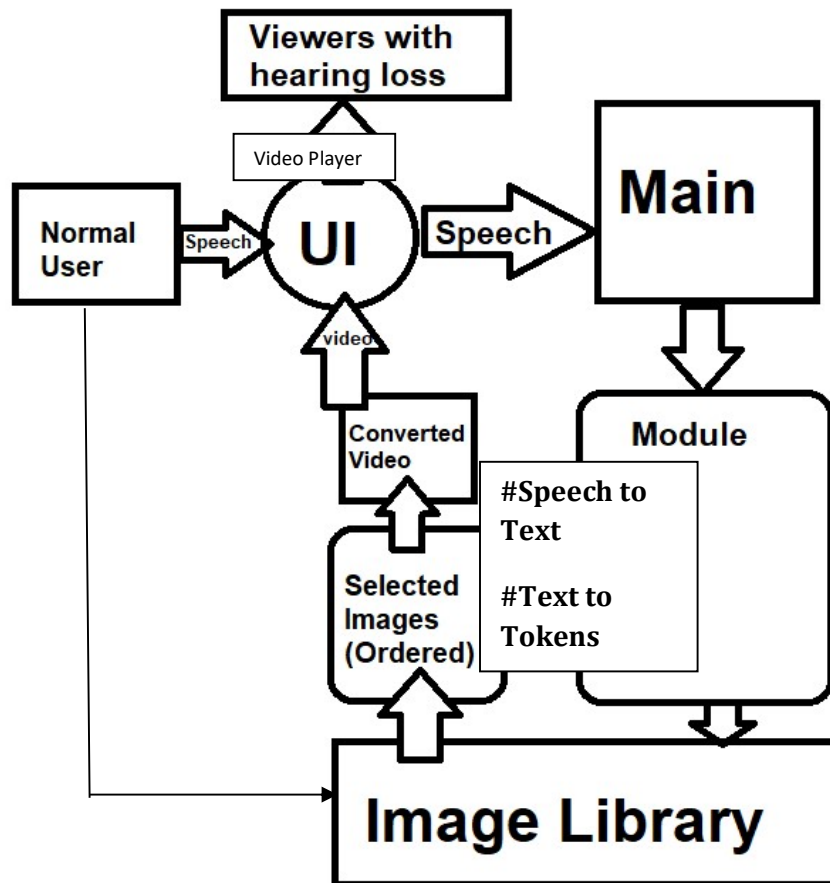 Viewers with
hearing loss
Video Player
Main
Normal
User
Speech
UI
Speech
video
Converted
Video
Module
#Speech to
Text
#Text to
Tokens
Selected
Images
(Ordered)
Image Library